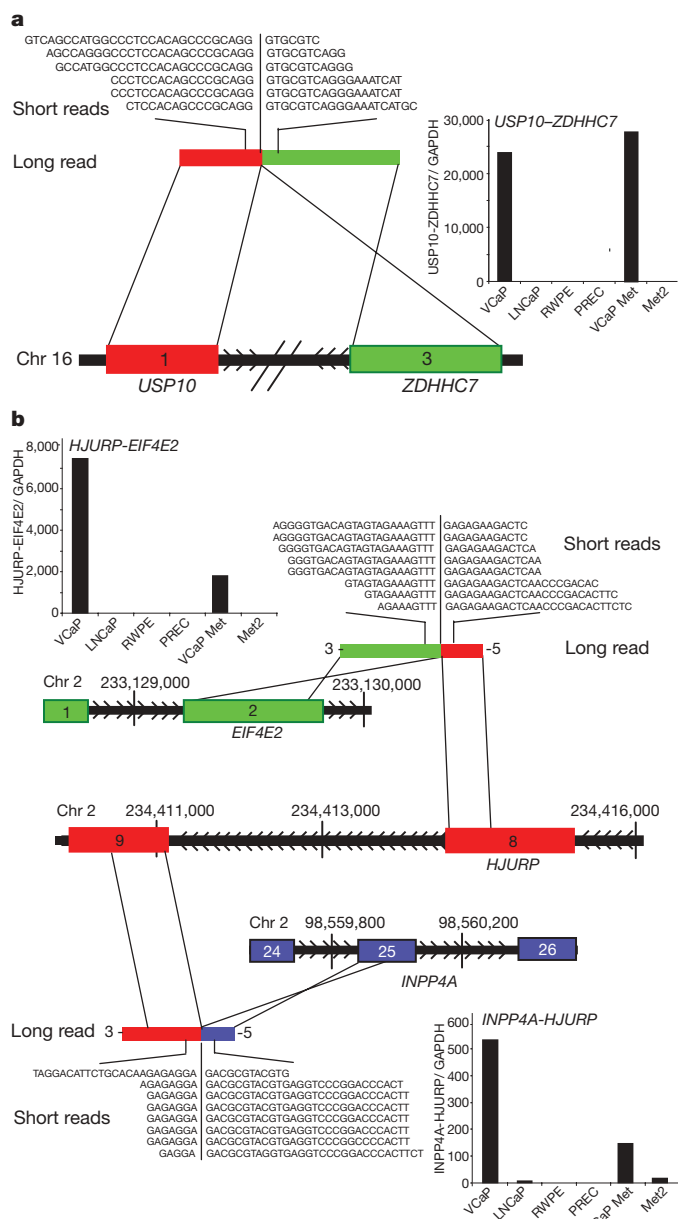 a
GTCAGCCATGGCCCTCCACAGCCCGCAGG GTGCGTC
AGCCAGGGCCCTCCACAGCCCGCAGG GTGCGTCAGG
GCCATGGCCCTCCACAGCCCGCAGG GTGCGTCAGGG
CCCTCCACAGCCCGCAGG GTGCGTCAGGGAAATCAT
CCCTCCACAGCCCGCAGG GTGCGTCAGGGAAATCAT
CTCCACAGCCCGCAGG GTGCGTCAGGGAAATCATGC
Short reads
Long read
USP10–ZDHHC7
USP10-ZDHHC7/ GAPDH
30,000
20,000
10,000
0
VCaP
LNCaP
RWPE
PREC
VCaP Met
Met2
Chr 16
1
3
USP10
ZDHHC7
b
HJURP-EIF4E2
HJURP-EIF4E2/ GAPDH
8,000
6,000
4,000
2,000
0
VCaP
LNCaP
RWPE
PREC
VCaP Met
Met2
AGGGGTGACAGTAGTAGAAAGTTT GAGAGAAGACTC
AGGGGTGACAGTAGTAGAAAGTTT GAGAGAAGACTC
GGGGTGACAGTAGTAGAAAGTTT GAGAGAAGACTCA
GGGTGACAGTAGTAGAAAGTTT GAGAGAAGACTCAA
GGGTGACAGTAGTAGAAAGTTT GAGAGAAGACTCAA
GTAGTAGAAAGTTT GAGAGAAGACTCAACCCGACAC
GTAGAAAGTTT GAGAGAAGACTCAACCCGACACTTC
AGAAAGTTT GAGAGAAGACTCAACCCGACACTTCTC
Short reads
3 -
-5
Long read
Chr 2
233,129,000
233,130,000
1
2
EIF4E2
Chr 2
234,411,000
234,413,000
234,416,000
9
8
HJURP
Chr 2
98,559,800
98,560,200
24
25
26
INPP4A
Long read
3 -
-5
TAGGACATTCTGCACAAGAGAGGA GACGCGTACGTG
AGAGAGGA GACGCGTACGTGAGGTCCCGGACCCACT
GAGAGGA GACGCGTACGTGAGGTCCCGGACCCACTT
GAGAGGA GACGCGTACGTGAGGTCCCGGACCCACTT
GAGAGGA GACGCGTACGTGAGGTCCCGGACCCACTT
GAGAGGA GACGCGTACGTGAGGTCCCGGCCCCACTT
GAGAGGA GACGCGTACGTGAGGTCCCGGACCCACTT
GAGGA GACGCGTAGGTGAGGTCCCGGACCCACTTCT
Short reads
INPP4A-HJURP
INPP4A-HJURP/ GAPDH
600
500
400
300
200
100
0
VCaP
LNCaP
RWPE
PREC
VCaP Met
Met2